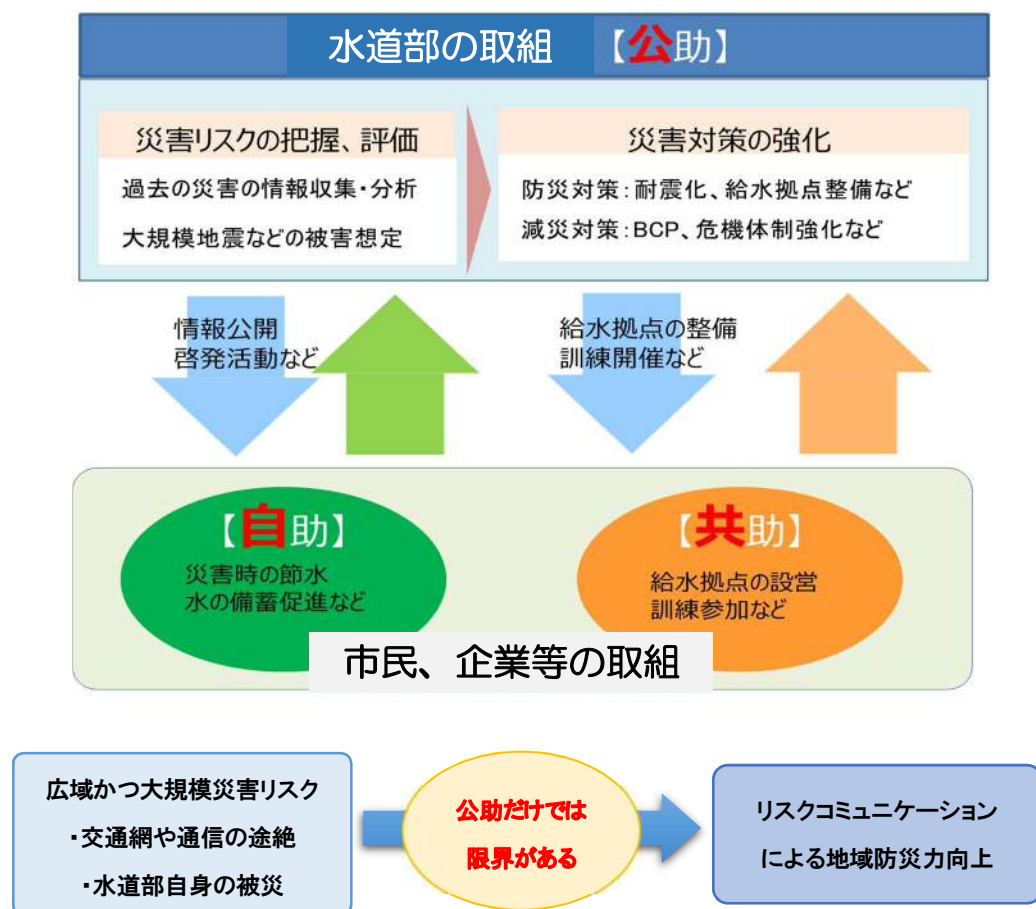 水道部の取組 【公助】
災害リスクの把握、評価
過去の災害の情報収集・分析
大規模地震などの被害想定
災害対策の強化
防災対策：耐震化、給水拠点整備など
減災対策：BCP、危機体制強化など
情報公開
啓発活動など
給水拠点の整備
訓練開催など
【自助】
災害時の節水
水の備蓄促進など
【共助】
給水拠点の設営
訓練参加など
市民、企業等の取組
広域かつ大規模災害リスク
・交通網や通信の途絶
・水道部自身の被災
公助だけでは
限界がある
リスクコミュニケーション
による地域防災力向上